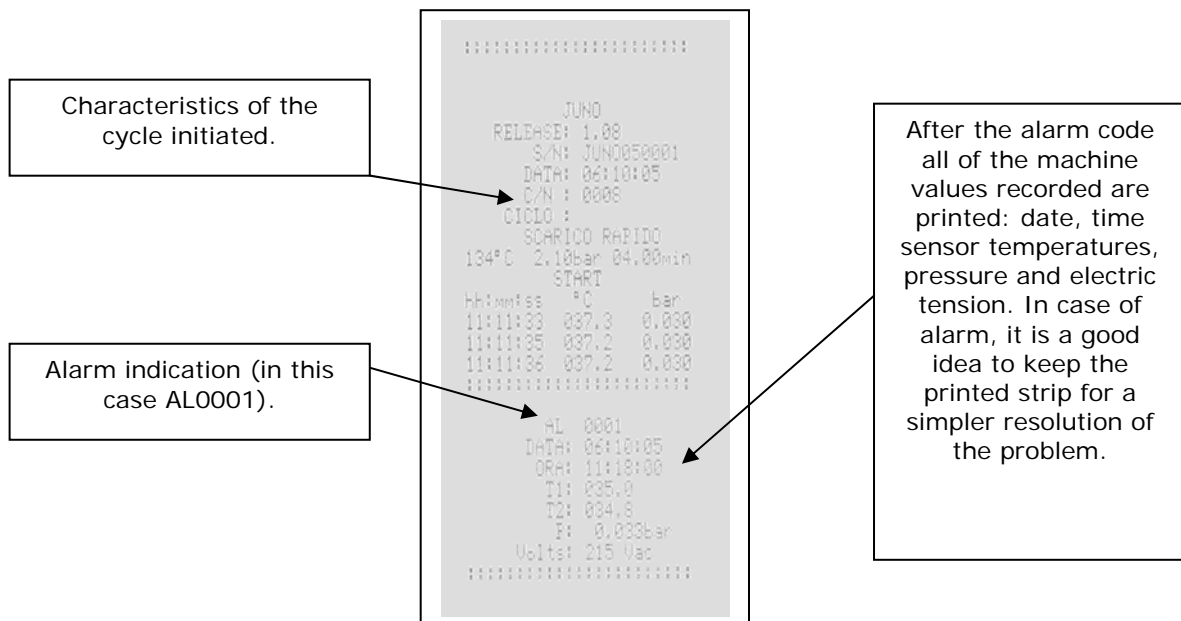 Characteristics of the
cycle initiated.
Alarm indication (in this
case AL0001).
::::::::::::::::::::::::
JUNO
RELEASE: 1.08
S/N: JUNO050001
DATA: 06:10:05
C/N : 0008
CICLO :
SCARICO RAPIDO
134°C 2.10bar 04.00min
START
hh:mm:ss °C bar
11:11:33 037.3 0.030
11:11:35 037.2 0.030
11:11:36 037.2 0.030
::::::::::::::::::::::::
AL 0001
DATA: 06:10:05
ORA: 11:18:00
T1: 035.0
T2: 034.8
P: 0.033bar
Volts: 215 Vac
::::::::::::::::::::::::
After the alarm code
all of the machine
values recorded are
printed: date, time
sensor temperatures,
pressure and electric
tension. In case of
alarm, it is a good
idea to keep the
printed strip for a
simpler resolution of
the problem.